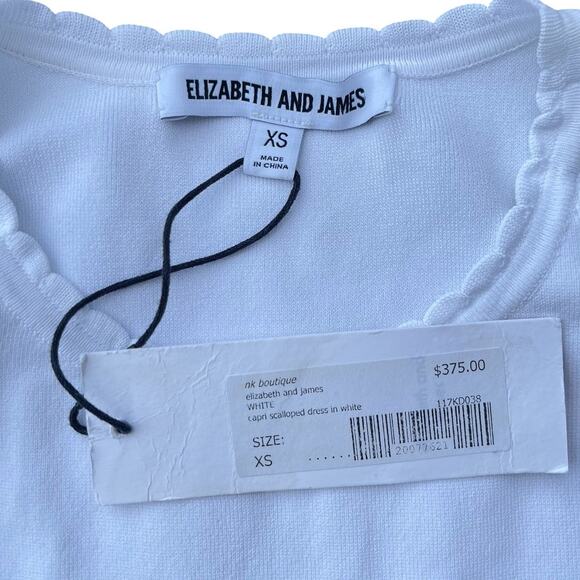 ELIZABETH AND JAMES
XS
MADE
IN CHINA
nk boutique
$375.00
elizabeth and james
WHITE
117KD038
capri scalloped dress in white
SIZE:
XS
......
20077621